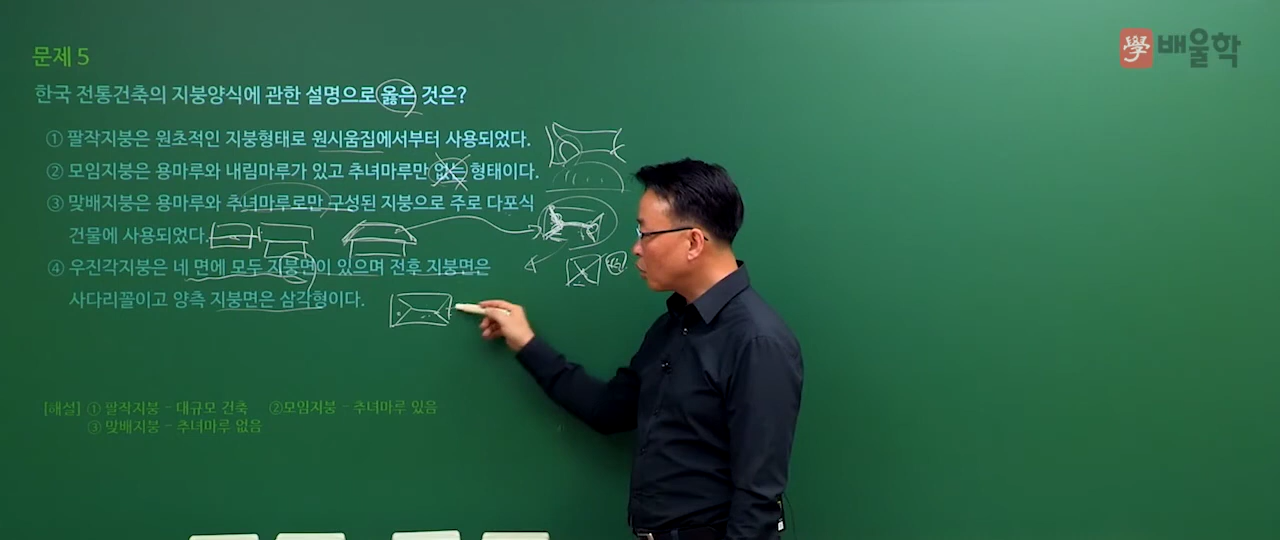 學 배울학
문제 5
한국 전통건축의 지붕양식에 관한 설명으로 옳은 것은?
① 팔작지붕은 원초적인 지붕형태로 원시움집에서부터 사용되었다.
② 모임지붕은 용마루와 내림마루가 있고 추녀마루만 없는 형태이다.
③ 맞배지붕은 용마루와 추녀마루로만 구성된 지붕으로 주로 다포식
건물에 사용되었다.
④ 우진각지붕은 네 면에 모두 지붕면이 있으며 전후 지붕면은
사다리꼴이고 양측 지붕면은 삼각형이다.
[해설] ① 팔작지붕 - 대규모 건축 ②모임지붕 - 추녀마루 있음
③ 맞배지붕 - 추녀마루 없음